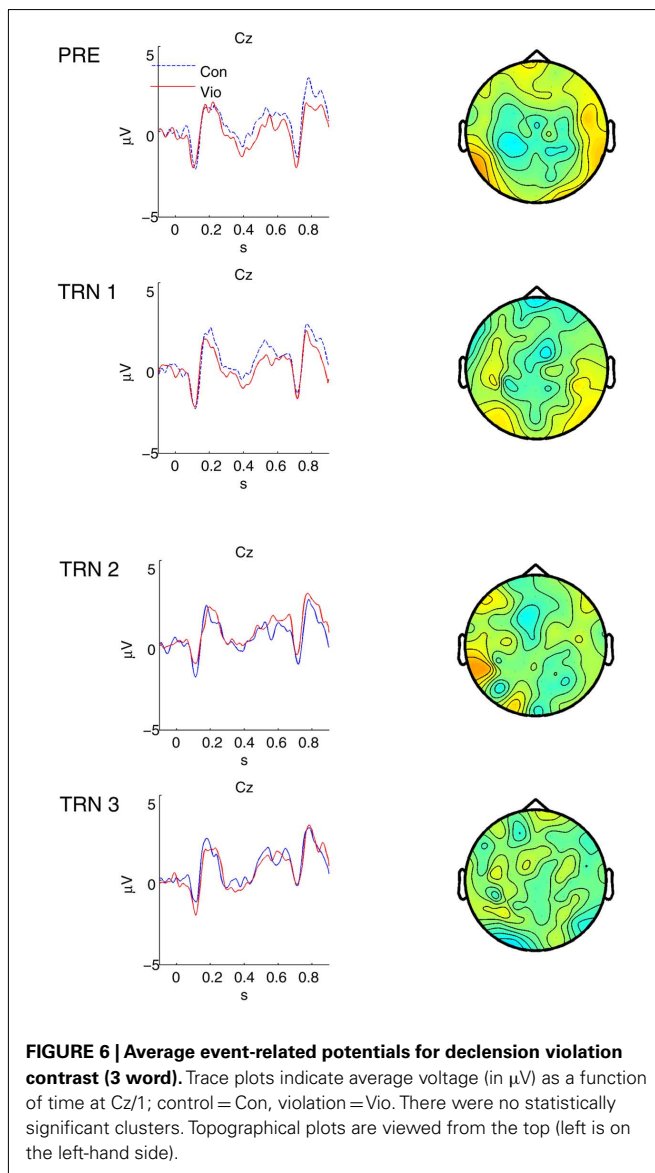 PRE
Cz
5
Con
Vio
μV
0
−5
0 0.2 0.4 0.6 0.8
s
TRN 1
Cz
5
μV
0
−5
0 0.2 0.4 0.6 0.8
s
TRN 2
Cz
5
μV
0
−5
0 0.2 0.4 0.6 0.8
s
TRN 3
Cz
5
μV
0
−5
0 0.2 0.4 0.6 0.8
s
FIGURE 6 | Average event-related potentials for declension violation
contrast (3 word). Trace plots indicate average voltage (in μV) as a function
of time at Cz/1; control = Con, violation = Vio. There were no statistically
significant clusters. Topographical plots are viewed from the top (left is on
the left-hand side).